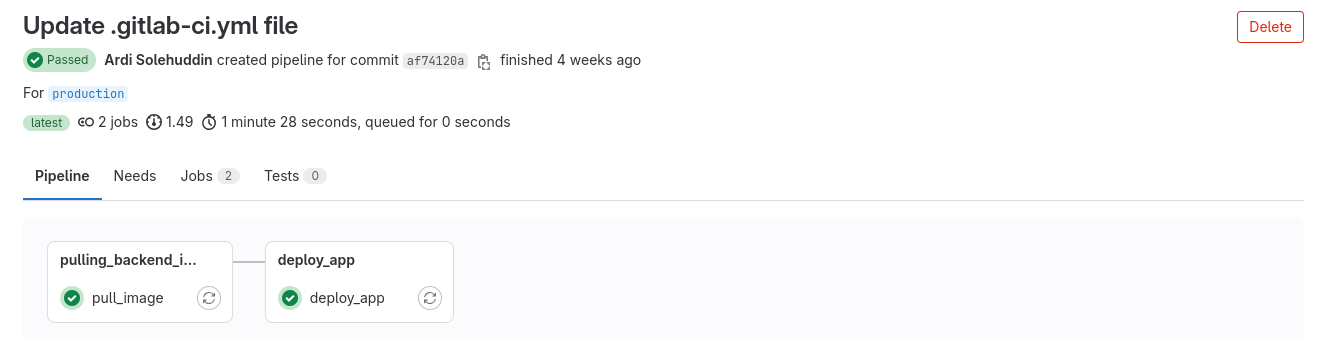 Update .gitlab-ci.yml file
Delete
Passed Ardi Solehuddin created pipeline for commit af74120a finished 4 weeks ago
For production
latest 2 jobs 1.49 1 minute 28 seconds, queued for 0 seconds
Pipeline Needs Jobs 2 Tests 0
pulling_backend_i... deploy_app
pull_image deploy_app